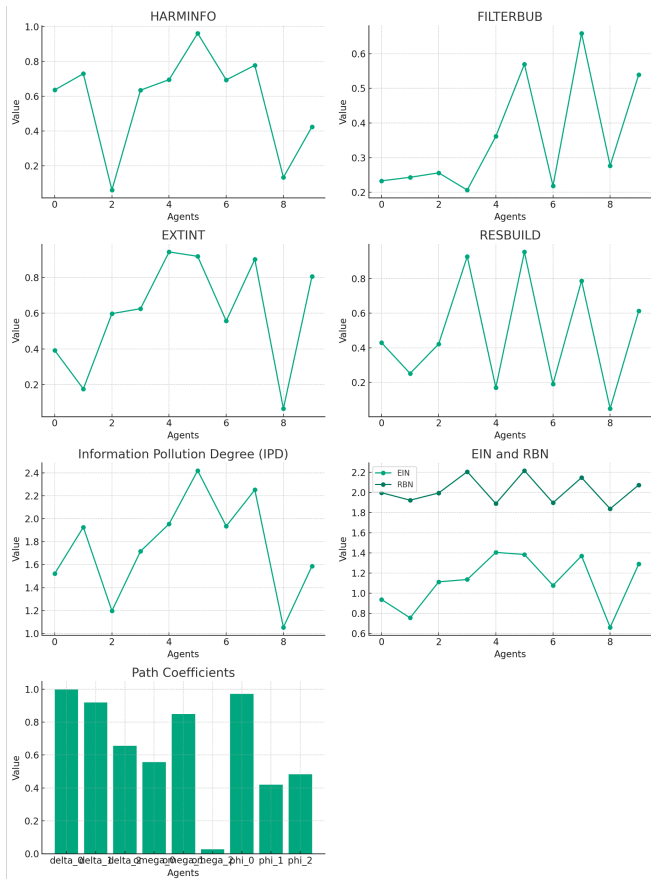 HARMINFO
1.0
0.8
0.6
0.4
0.2
Value
0 2 4 6 8
Agents
FILTERBUB
0.6
0.5
0.4
0.3
0.2
Value
0 2 4 6 8
Agents
EXTINT
0.8
0.6
0.4
0.2
Value
0 2 4 6 8
Agents
RESBUILD
0.8
0.6
0.4
0.2
Value
0 2 4 6 8
Agents
Information Pollution Degree (IPD)
2.4
2.2
2.0
1.8
1.6
1.4
1.2
1.0
Value
0 2 4 6 8
Agents
EIN and RBN
EIN
RBN
2.2
2.0
1.8
1.6
1.4
1.2
1.0
0.8
0.6
Value
0 2 4 6 8
Agents
Path Coefficients
1.0
0.8
0.6
0.4
0.2
0.0
Value
delta_0 delta_1 delta_2 omega_0 omega_1 omega_2 phi_0 phi_1 phi_2
Agents